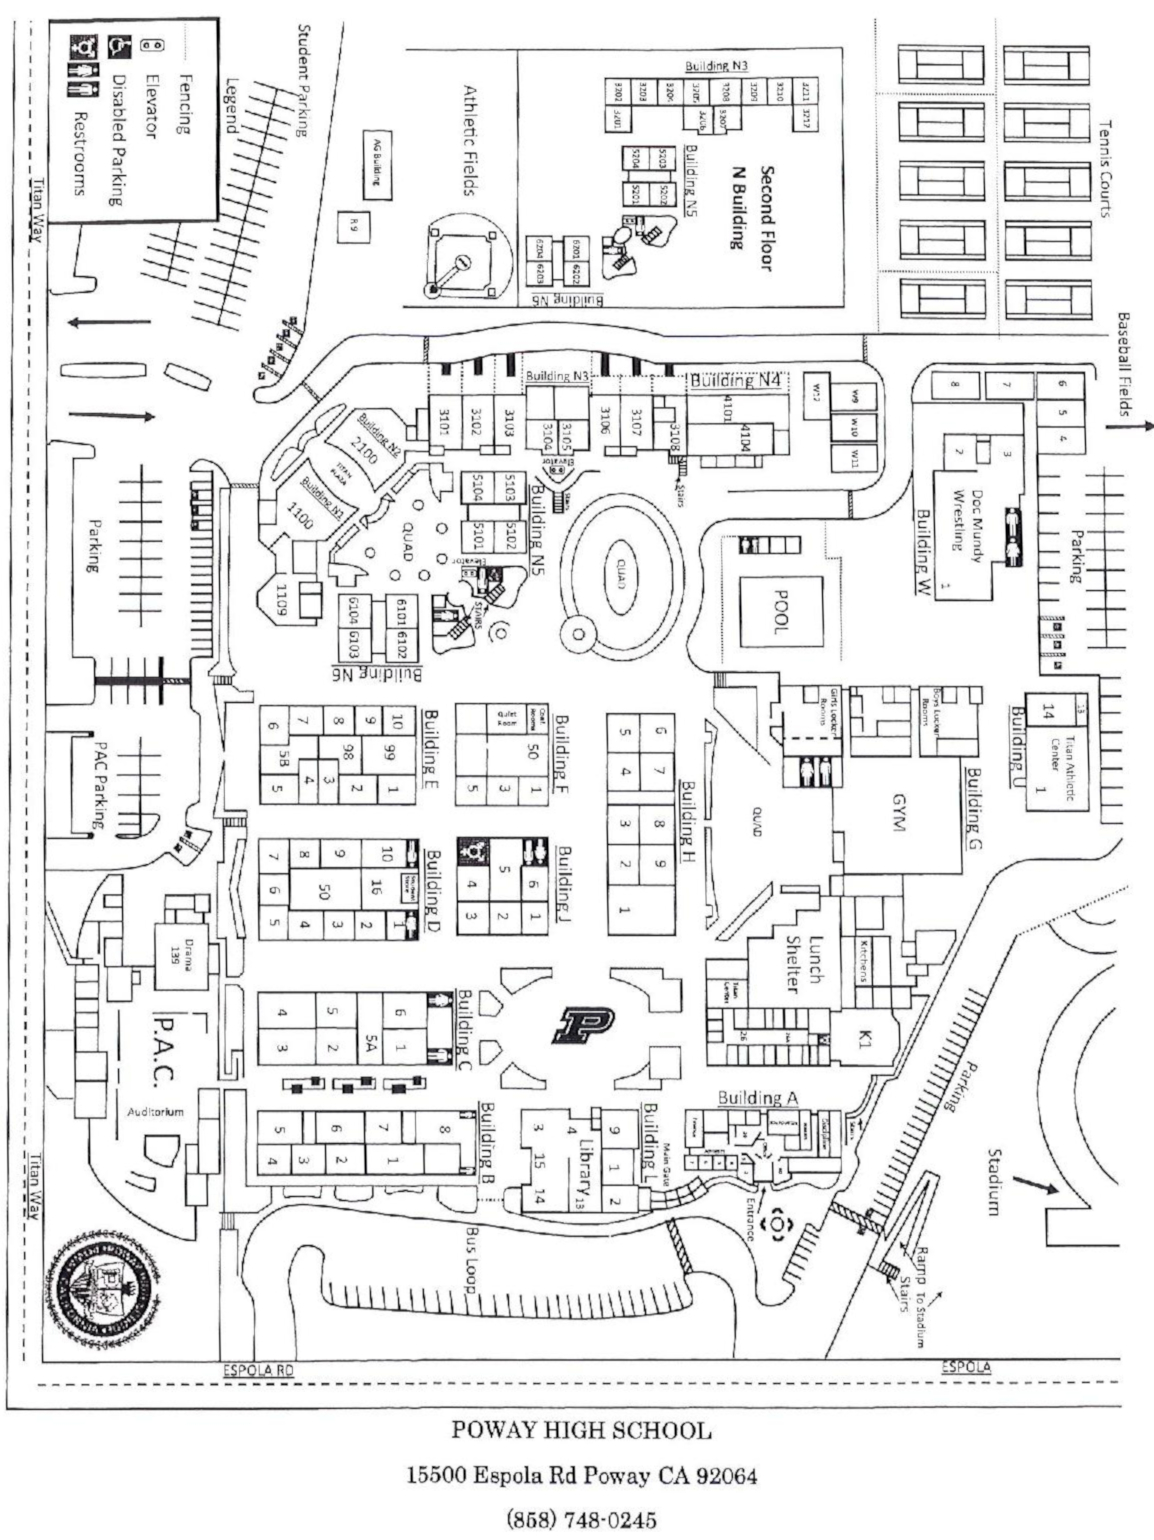 Legend
Fencing
Elevator
Disabled Parking
Restrooms
Student Parking
Titan Way
AG Building
R9
Athletic Fields
Second Floor
N Building
Building N3
3202
3203
3204
3205
3208
3209
3210
3211
3201
3206
3207
3212
Building N5
5204
5203
5201
5202
6204
6201
6203
6202
Building N6
Tennis Courts
Baseball Fields
Building N3
Building N4
3101
3102
3103
3104
3105
3106
3107
3108
4101
4104
Elevator
Stairs
Stairs
W12
W9
W10
W11
8
7
6
5
4
2
3
Doc Mundy
Wrestling
1
Building W
Parking
Building N2
2100
TITAN
PLAZA
Building N1
1100
1109
QUAD
5104
5103
5101
5102
Building N5
Elevator
STAIRS
6104
6101
6103
6102
Building N6
QUAD
POOL
Parking
PAC Parking
Building E
6
7
8
9
10
5B
98
99
4
3
5
2
1
Building F
Quiet
Room
Conf.
Rooms
50
5
3
1
Building H
5
6
4
7
3
8
2
9
1
QUAD
Girls Locker
Rooms
Boys Locker
Rooms
GYM
Building G
Building U
14
13
Titan Athletic
Center
1
Building D
7
8
9
10
6
50
16
5
4
3
2
1
Building J
5
4
6
3
2
1
Drama
139
P.A.C.
Auditorium
Lunch
Shelter
Kitchens
Titan
Center
26
K1
Building C
4
5
6
5A
3
2
1
P
Parking
Stadium
Building B
5
6
7
8
4
3
2
1
Building L
3
4
9
Library
15
1
14
13
2
Main Gate
Building A
Stairs
Entrance
Ramp To Stadium
Stairs
Bus Loop
Titan Way
ESPOLA RD
ESPOLA
POWAY HIGH SCHOOL
15500 Espola Rd Poway CA 92064
(858) 748-0245